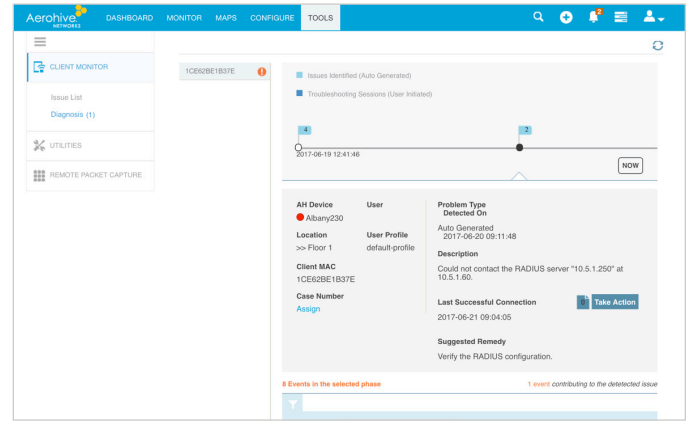 Aerohive
NETWORKS
DASHBOARD MONITOR MAPS CONFIGURE TOOLS
2
CLIENT MONITOR
Issue List
Diagnosis (1)
UTILITIES
REMOTE PACKET CAPTURE
1CE62BE1B37E
Issues Identified (Auto Generated)
Troubleshooting Sessions (User Initiated)
4
2
2017-06-19 12:41:46
NOW
AH Device
Albany230
User
Location
>> Floor 1
User Profile
default-profile
Client MAC
1CE62BE1B37E
Case Number
Assign
Problem Type
Detected On
Auto Generated
2017-06-20 09:11:48
Description
Could not contact the RADIUS server "10.5.1.250" at
10.5.1.60.
Last Successful Connection
0 Take Action
2017-06-21 09:04:05
Suggested Remedy
Verify the RADIUS configuration.
8 Events in the selected phase
1 event contributing to the detetected issue